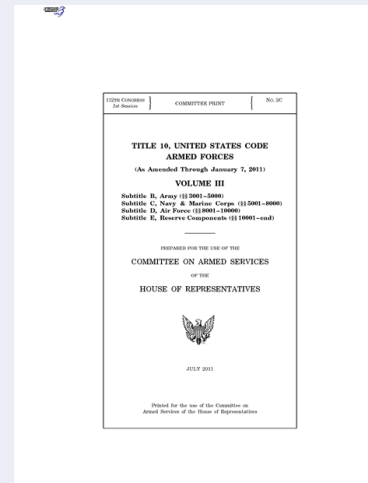 112TH CONGRESS
1st Session
COMMITTEE PRINT
No. 2C
TITLE 10, UNITED STATES CODE
ARMED FORCES
(As Amended Through January 7, 2011)
VOLUME III
Subtitle B, Army (§§3001–5000)
Subtitle C, Navy & Marine Corps (§§5001–8000)
Subtitle D, Air Force (§§8001–10000)
Subtitle E, Reserve Components (§§10001–end)
PREPARED FOR THE USE OF THE
COMMITTEE ON ARMED SERVICES
OF THE
HOUSE OF REPRESENTATIVES
JULY 2011
Printed for the use of the Committee on
Armed Services of the House of Representatives